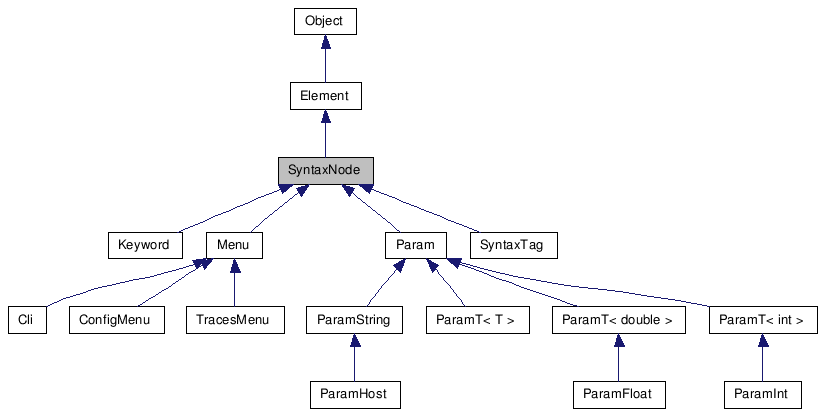 Object
Element
SyntaxNode
Keyword
Menu
Param
SyntaxTag
Cli
ConfigMenu
TracesMenu
ParamString
ParamT< T >
ParamT< double >
ParamT< int >
ParamHost
ParamFloat
ParamInt